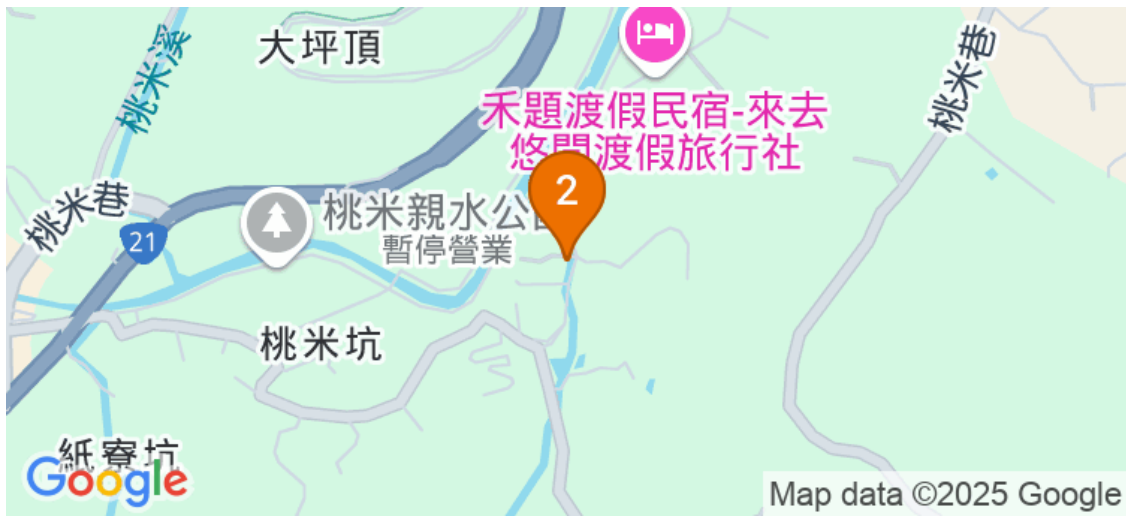 大坪頂
桃米溪
桃米巷
禾題渡假民宿-來去
悠閒渡假旅行社
2
桃米巷
桃米親水公園
暫停營業
21
桃米坑
紙寮坑
Google
Map data ©2025 Google